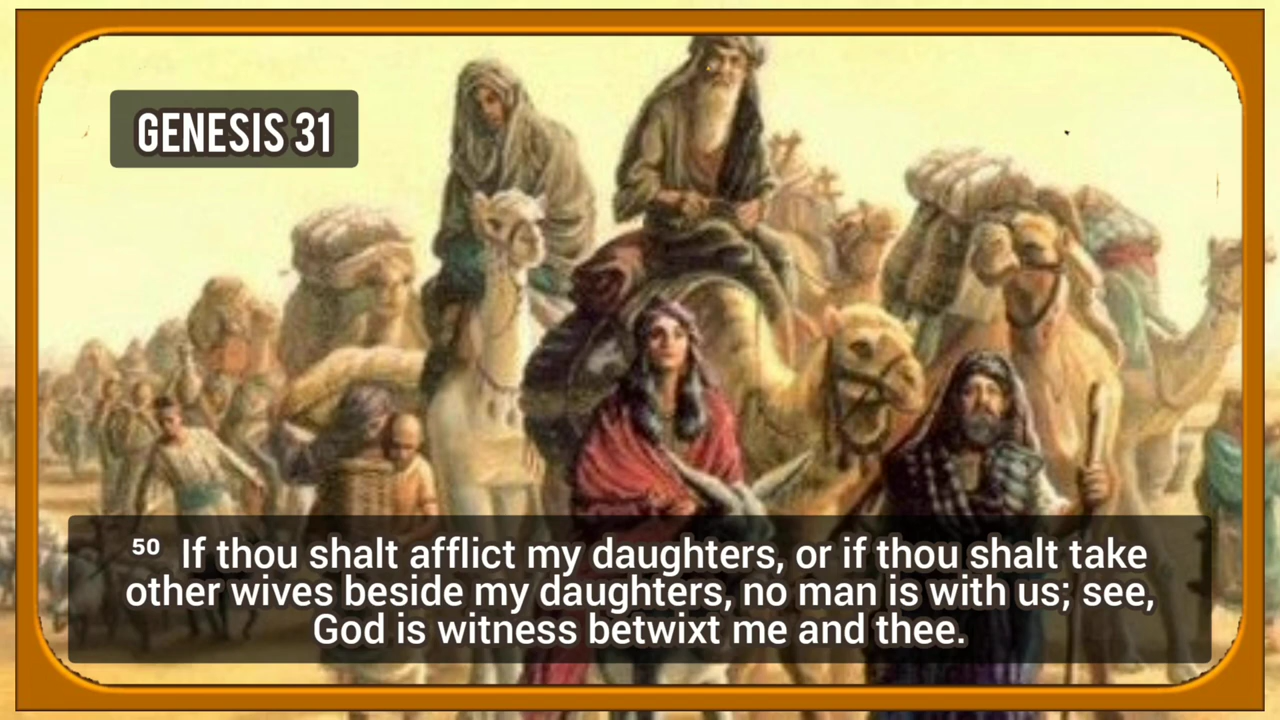 GENESIS 31
⁵⁰ If thou shalt afflict my daughters, or if thou shalt take
other wives beside my daughters, no man is with us; see,
God is witness betwixt me and thee.